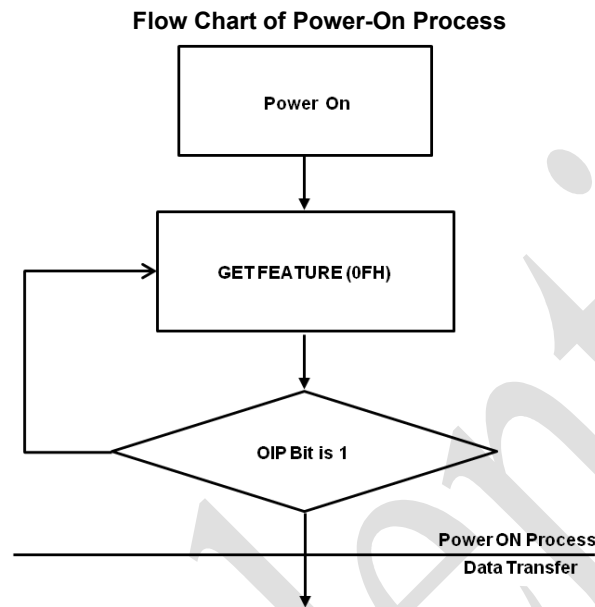 Flow Chart of Power-On Process
Power On
GET FEATURE (0FH)
OIP Bit is 1
Power ON Process
Data Transfer